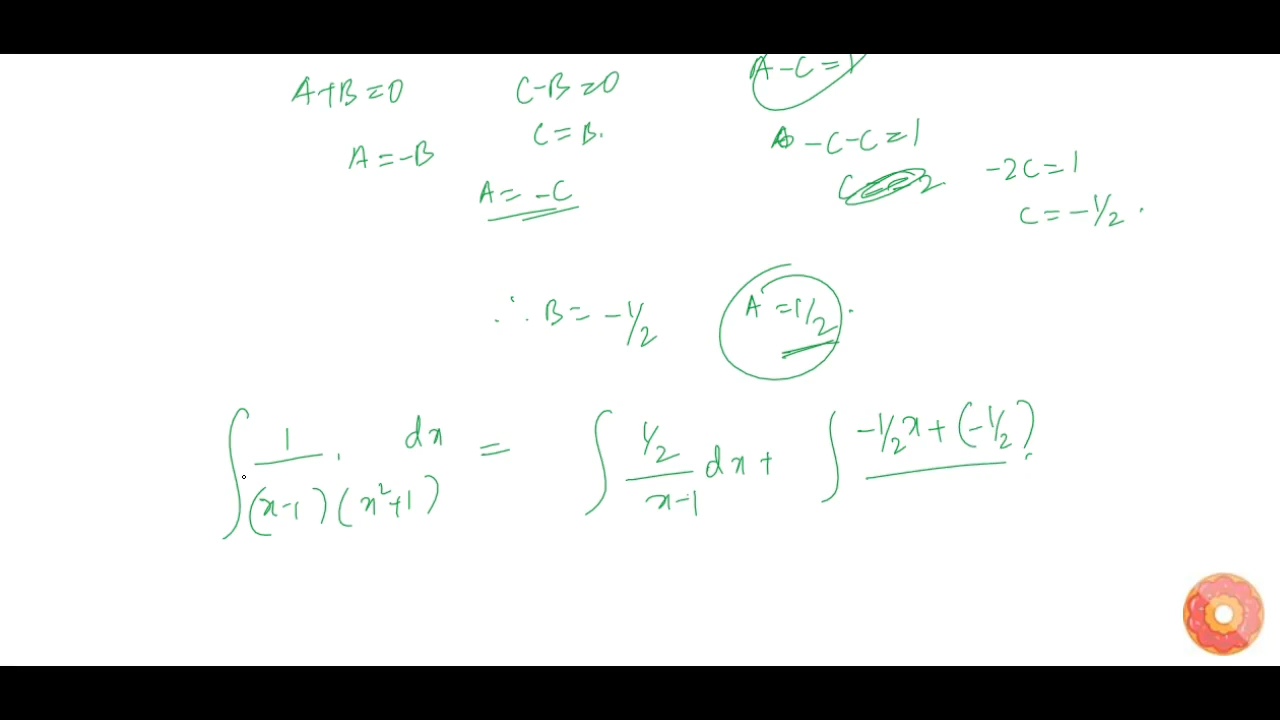 A+B=0 C-B=0 A-C=1
A=-B C=B. -C-C=1 -2C=1
A=-C C=-1/2.
∴ B=-1/2 A=1/2.
∫ 1/((x-1)(x²+1)) . dx = ∫ (1/2)/(x-1) dx + ∫ -1/2x+(-1/2)